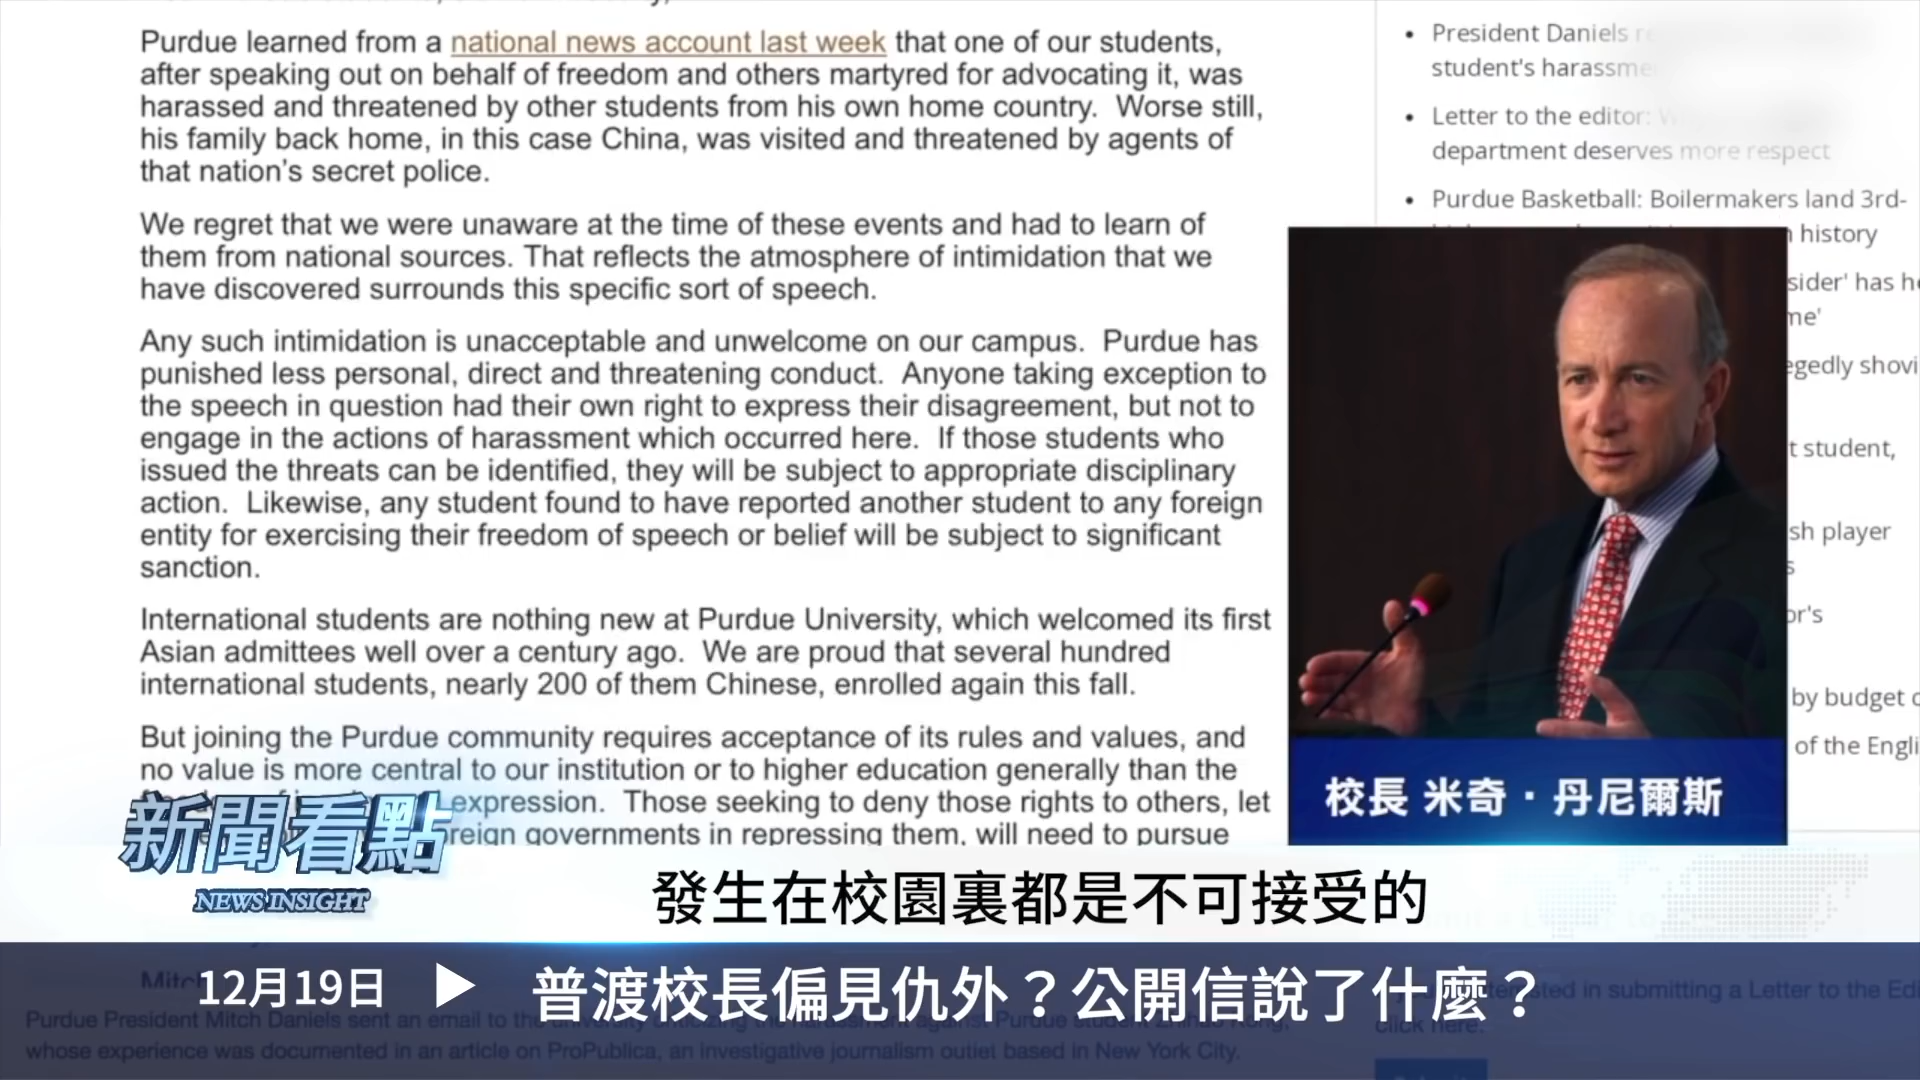 Purdue learned from a national news account last week that one of our students,
after speaking out on behalf of freedom and others martyred for advocating it, was
harassed and threatened by other students from his own home country. Worse still,
his family back home, in this case China, was visited and threatened by agents of
that nation's secret police.
We regret that we were unaware at the time of these events and had to learn of
them from national sources. That reflects the atmosphere of intimidation that we
have discovered surrounds this specific sort of speech.
Any such intimidation is unacceptable and unwelcome on our campus. Purdue has
punished less personal, direct and threatening conduct. Anyone taking exception to
the speech in question had their own right to express their disagreement, but not to
engage in the actions of harassment which occurred here. If those students who
issued the threats can be identified, they will be subject to appropriate disciplinary
action. Likewise, any student found to have reported another student to any foreign
entity for exercising their freedom of speech or belief will be subject to significant
sanction.
International students are nothing new at Purdue University, which welcomed its first
Asian admittees well over a century ago. We are proud that several hundred
international students, nearly 200 of them Chinese, enrolled again this fall.
But joining the Purdue community requires acceptance of its rules and values, and
no value is more central to our institution or to higher education generally than the
expression. Those seeking to deny those rights to others, let
governments in repressing them, will need to pursue
President Daniels
student's
Letter to the editor:
department deserves more respect
Purdue Basketball: Boilermakers land 3rd-
history
has
student,
player
by budget
of the
校長 米奇·丹尼爾斯
新聞看點
NEWS INSIGHT
發生在校園裏都是不可接受的
12月19日 ▶ 普渡校長偏見仇外？公開信說了什麼？
in submitting a Letter to the
click here.
Purdue President Mitch Daniels sent an email to the university criticizing the harassment against Purdue student Zhihao Kong,
whose experience was documented in an article on ProPublica, an investigative journalism outlet based in New York City.